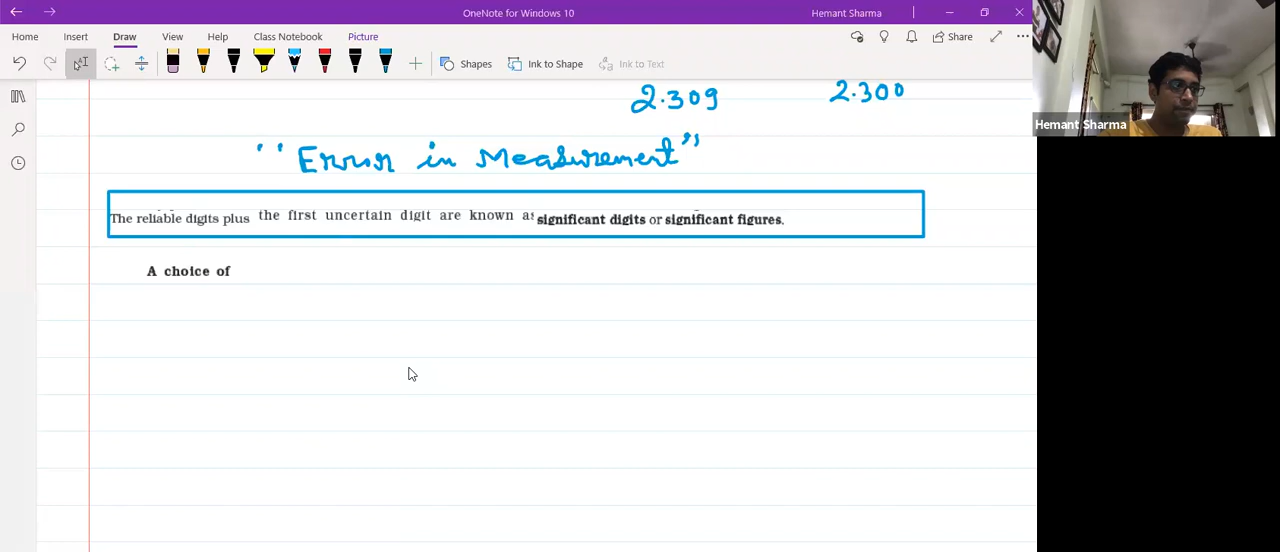 OneNote for Windows 10
Hemant Sharma
Home Insert Draw View Help Class Notebook Picture
Share
Shapes Ink to Shape Ink to Text
2.309 2.300
"Error in Measurement"
The reliable digits plus the first uncertain digit are known as significant digits or significant figures.
A choice of
Hemant Sharma